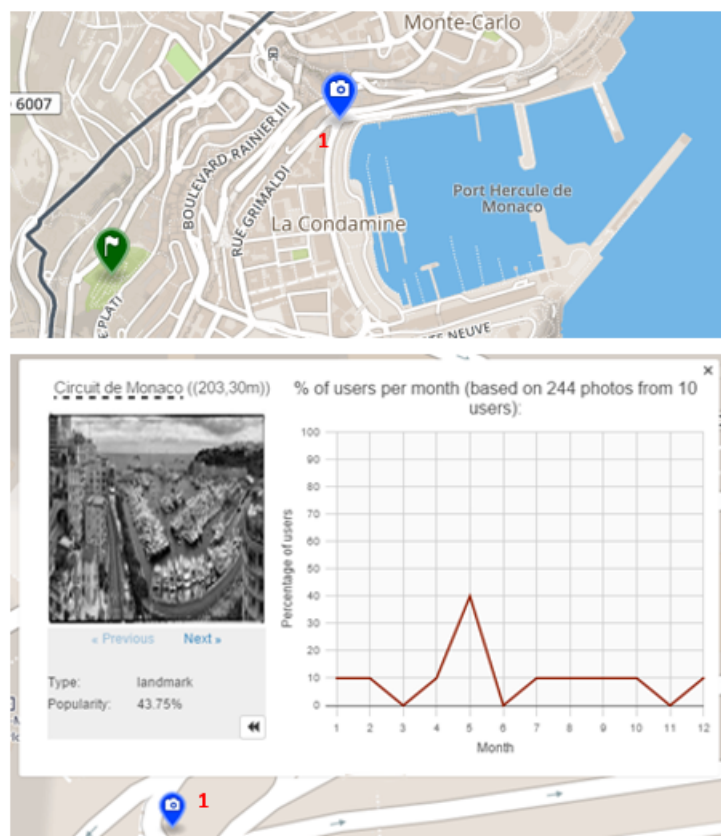 Monte-Carlo
6007
1
BOULEVARD RAINIER III
RUE GRIMALDI
La Condamine
Port Hercule de
Monaco
E PLATI
NEUVE
×
Circuit de Monaco ((203,30m))
% of users per month (based on 244 photos from 10
users):
100
90
80
70
60
50
40
30
20
10
0
Percentage of users
1 2 3 4 5 6 7 8 9 10 11 12
Month
« Previous Next »
Type: landmark
Popularity: 43.75%
1